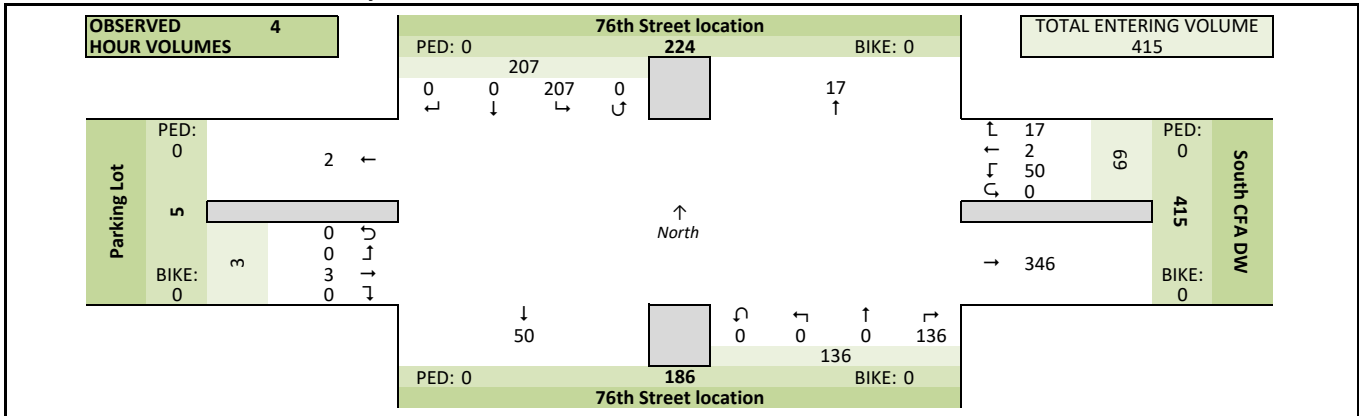 OBSERVED 4
HOUR VOLUMES
76th Street location
PED: 0 224 BIKE: 0
TOTAL ENTERING VOLUME
415
207
0 0 207 0
↵ ↓ ↳ ↺
17
↑
Parking Lot
PED:
0
5
BIKE:
0
2 ←
3
0
0
3 →
0
↑
North
17
← 2
50
0
69
PED:
0
415
BIKE:
0
South CFA DW
→ 346
↓
50
↑
0 0 0 136
136
PED: 0 186 BIKE: 0
76th Street location